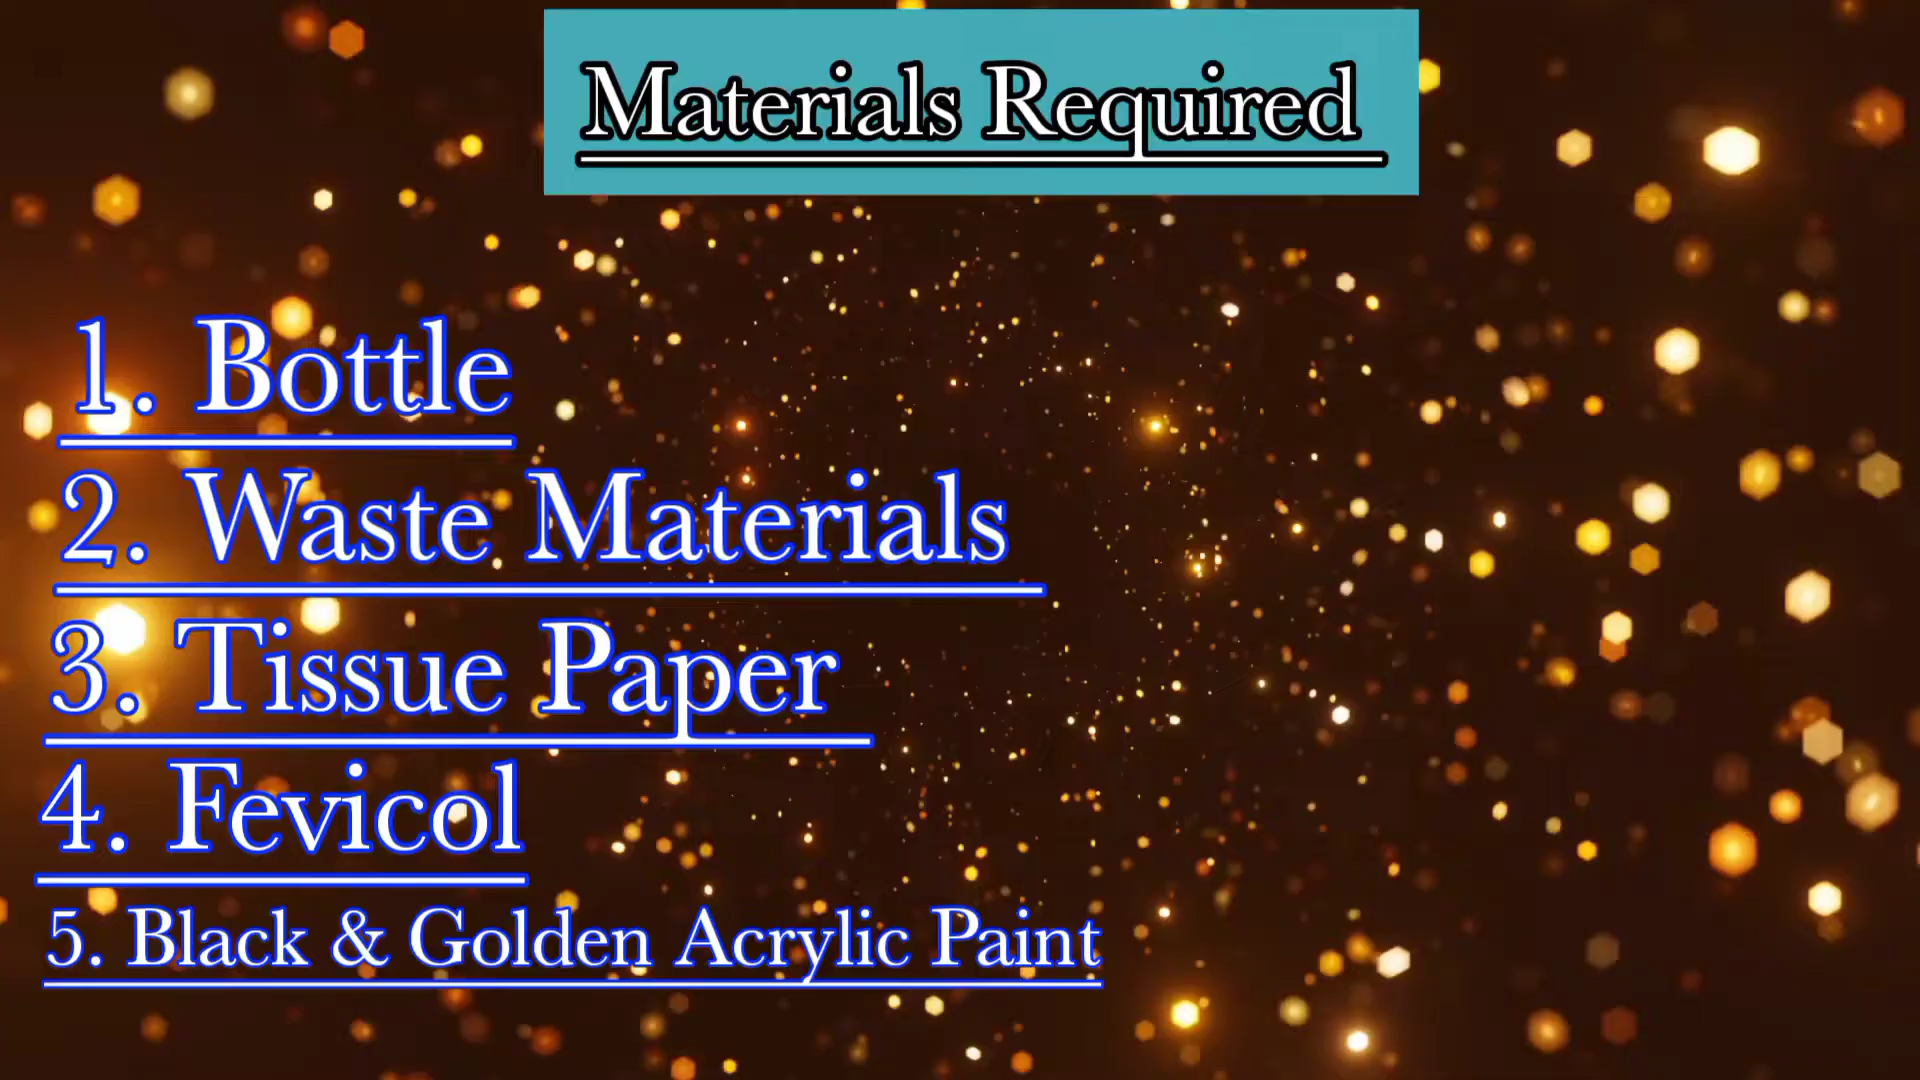 Materials Required
1. Bottle
2. Waste Materials
3. Tissue Paper
4. Fevicol
5. Black & Golden Acrylic Paint